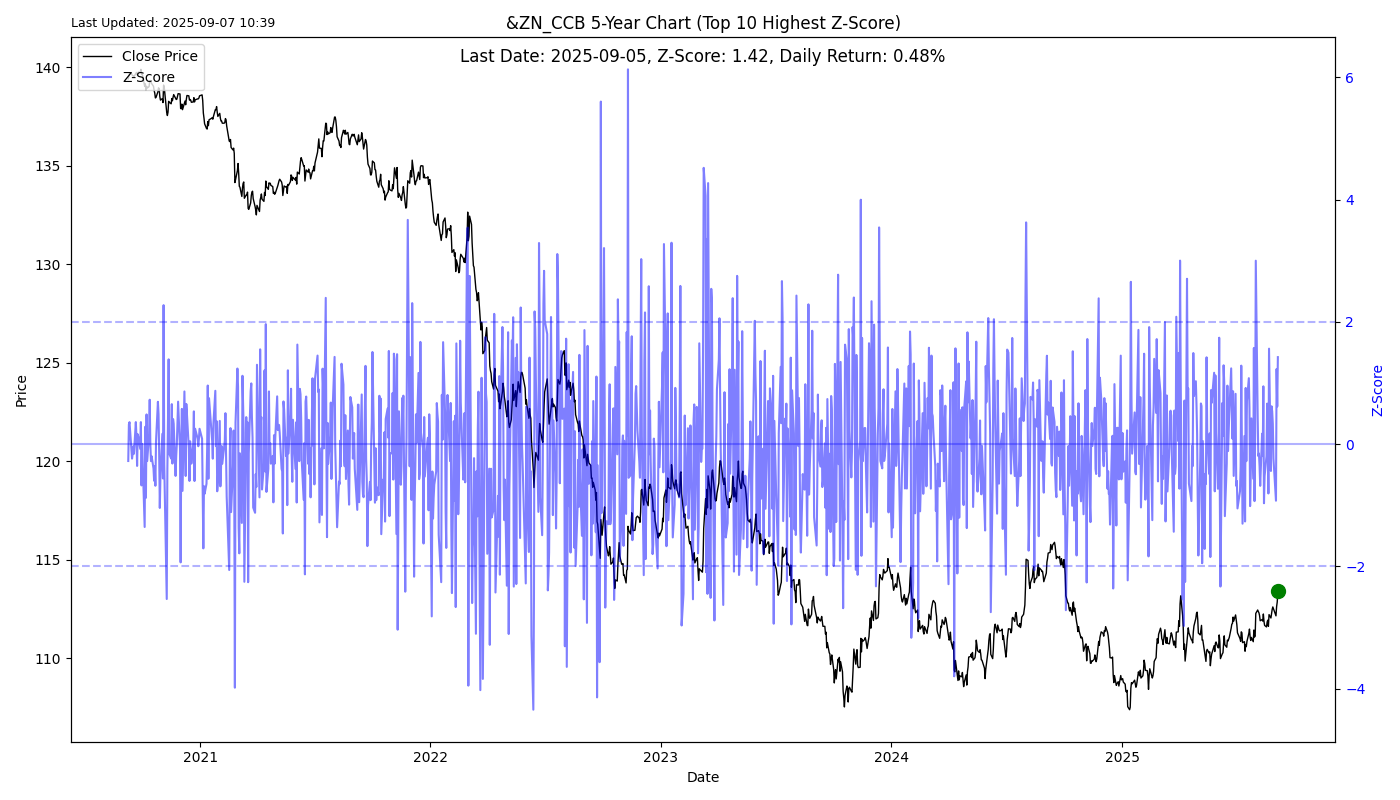 Last Updated: 2025-09-07 10:39
&ZN_CCB 5-Year Chart (Top 10 Highest Z-Score)
Last Date: 2025-09-05, Z-Score: 1.42, Daily Return: 0.48%
Close Price
Z-Score
140
135
130
125
120
115
110
Price
6
4
2
0
−2
−4
Z-Score
2021
2022
2023
2024
2025
Date